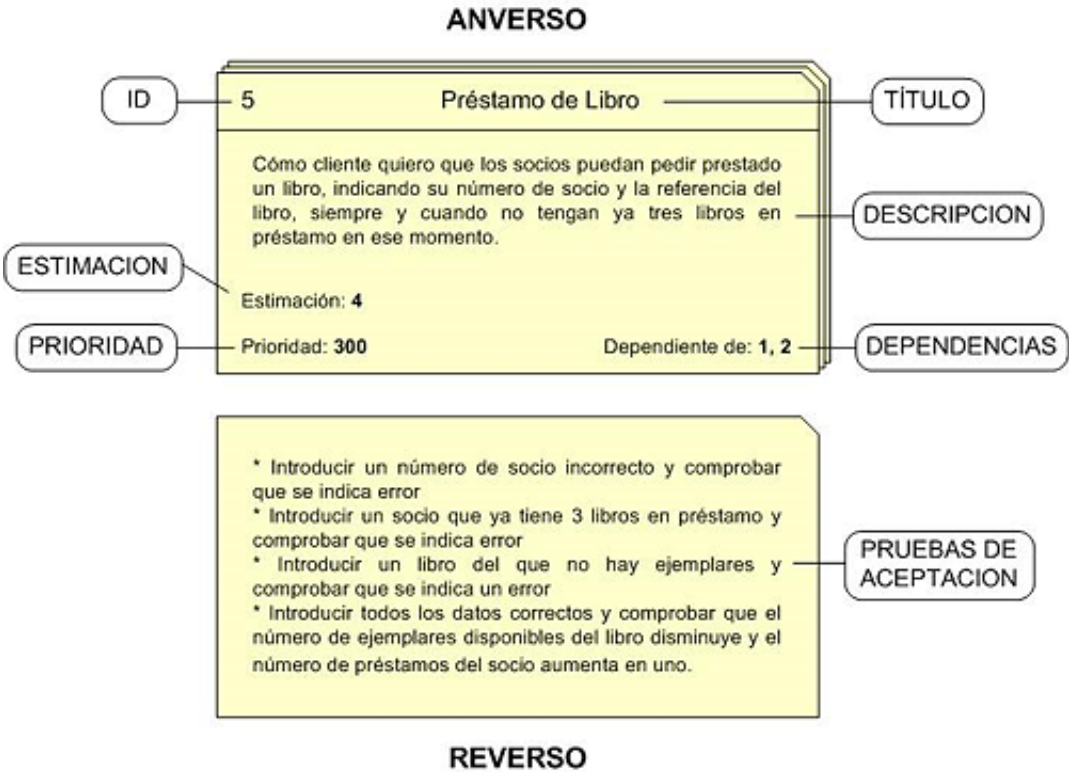 ANVERSO
ID
5
Préstamo de Libro
TÍTULO
Cómo cliente quiero que los socios puedan pedir prestado
un libro, indicando su número de socio y la referencia del
libro, siempre y cuando no tengan ya tres libros en
préstamo en ese momento.
DESCRIPCION
ESTIMACION
Estimación: 4
PRIORIDAD
Prioridad: 300
Dependiente de: 1, 2
DEPENDENCIAS
* Introducir un número de socio incorrecto y comprobar
que se indica error
* Introducir un socio que ya tiene 3 libros en préstamo y
comprobar que se indica error
* Introducir un libro del que no hay ejemplares y
comprobar que se indica un error
* Introducir todos los datos correctos y comprobar que el
número de ejemplares disponibles del libro disminuye y el
número de préstamos del socio aumenta en uno.
PRUEBAS DE
ACEPTACION
REVERSO